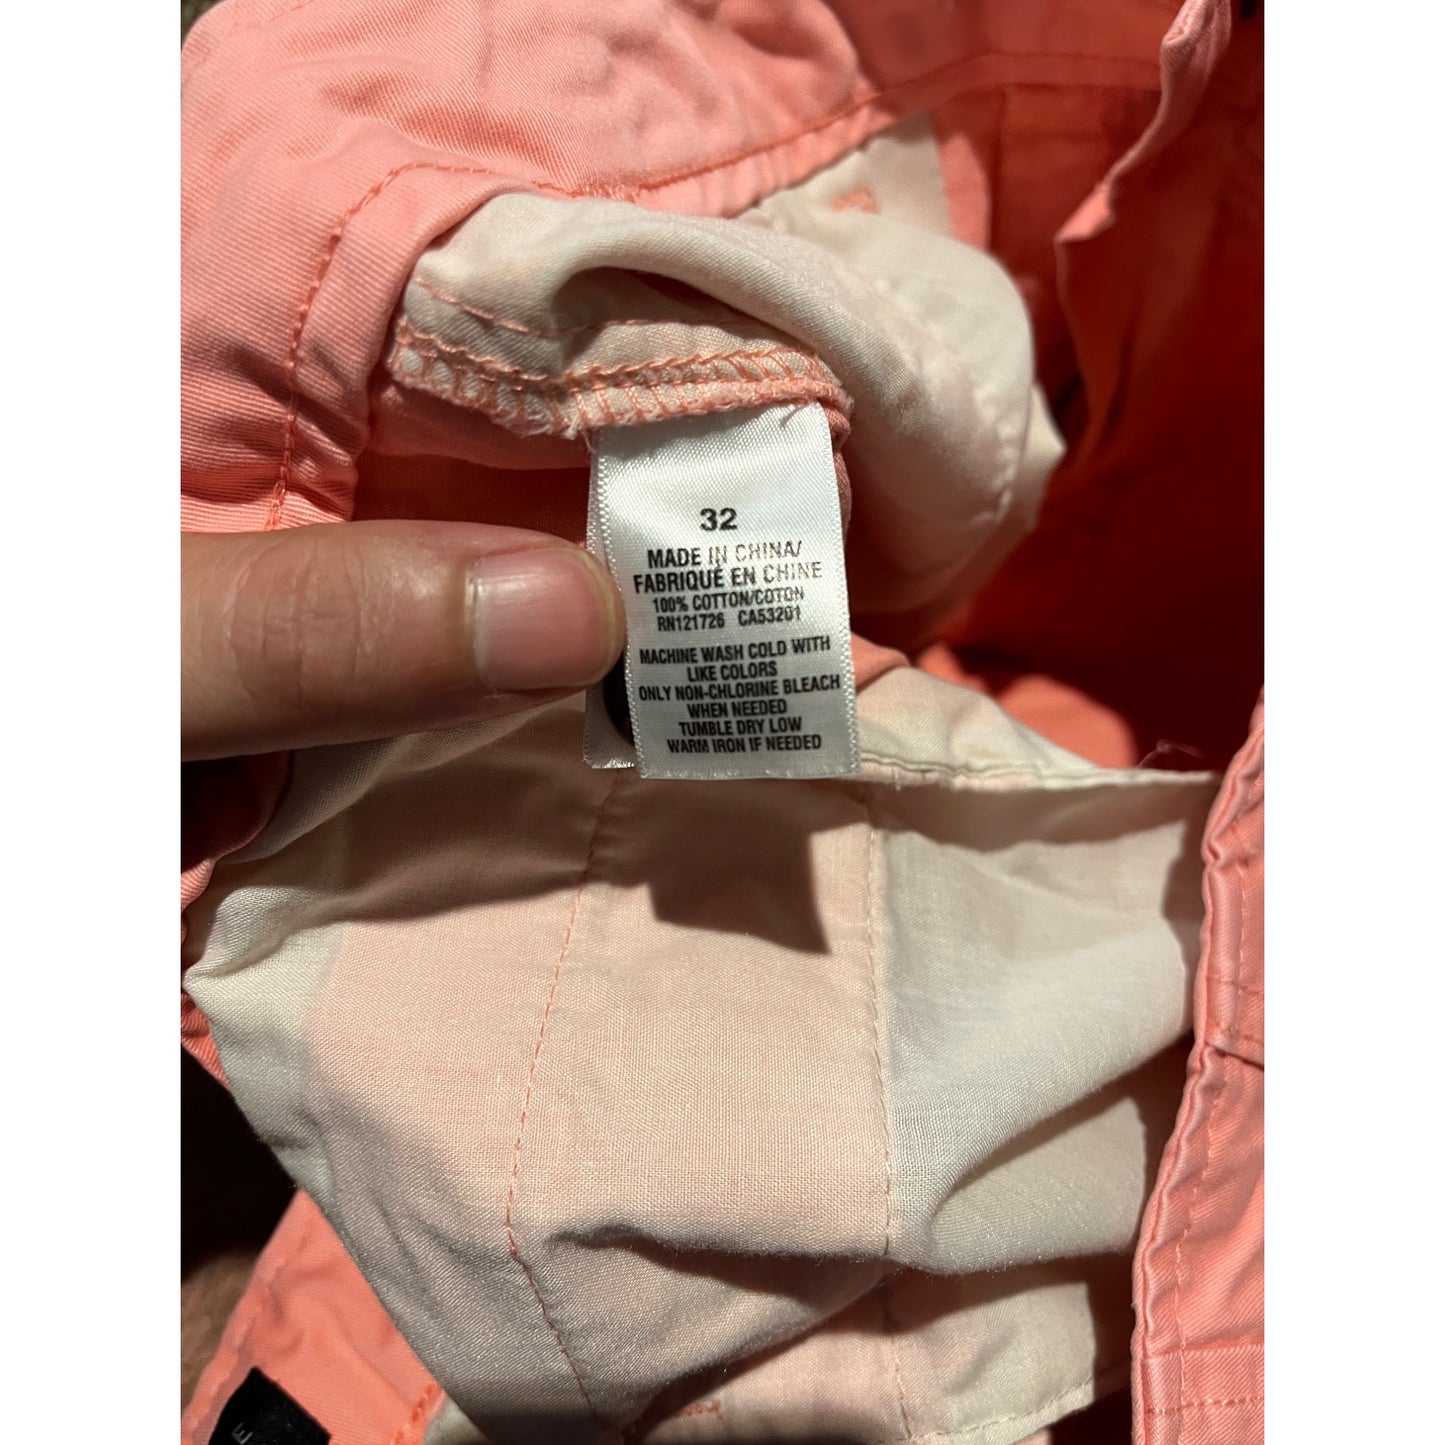 32
MADE IN CHINA/
FABRIQUÉ EN CHINE
100% COTTON/COTON
RN121726 CA53201
MACHINE WASH COLD WITH
LIKE COLORS
ONLY NON-CHLORINE BLEACH
WHEN NEEDED
TUMBLE DRY LOW
WARM IRON IF NEEDED
E